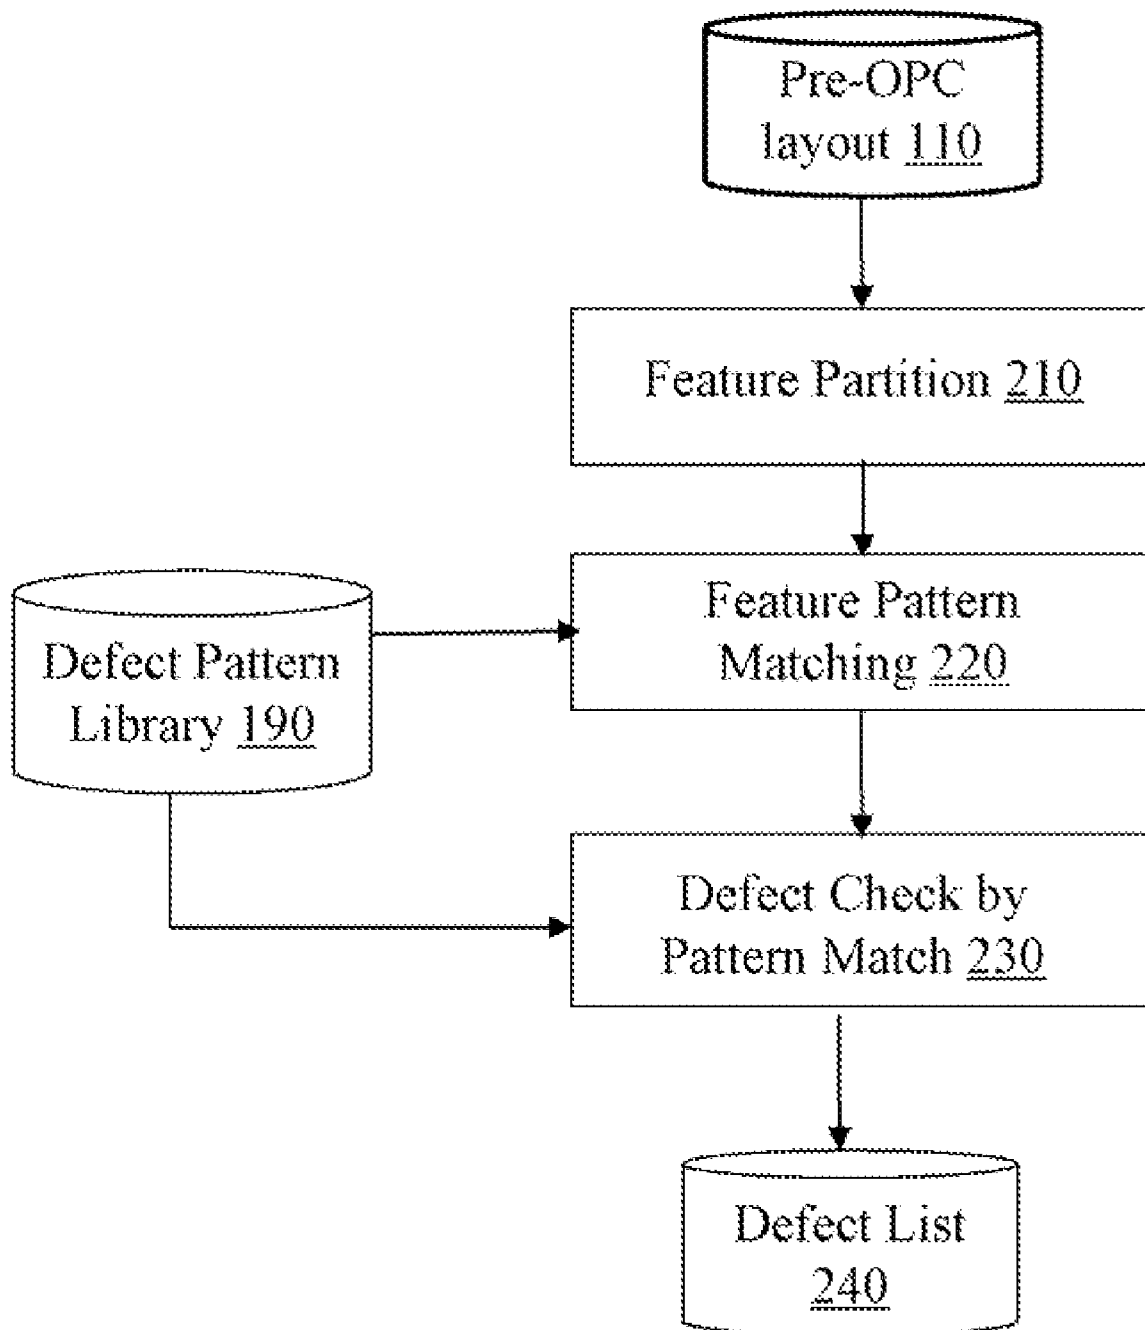 Pre-OPC
layout 110
Feature Partition 210
Feature Pattern
Matching 220
Defect Pattern
Library 190
Defect Check by
Pattern Match 230
Defect List
240